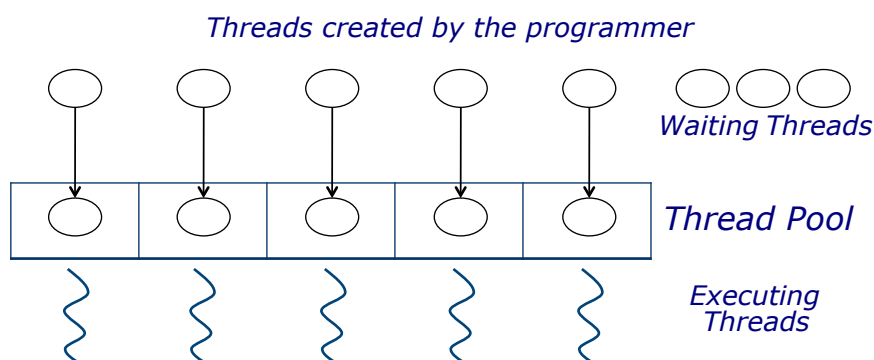 Threads created by the programmer
Waiting Threads
Thread Pool
Executing
Threads